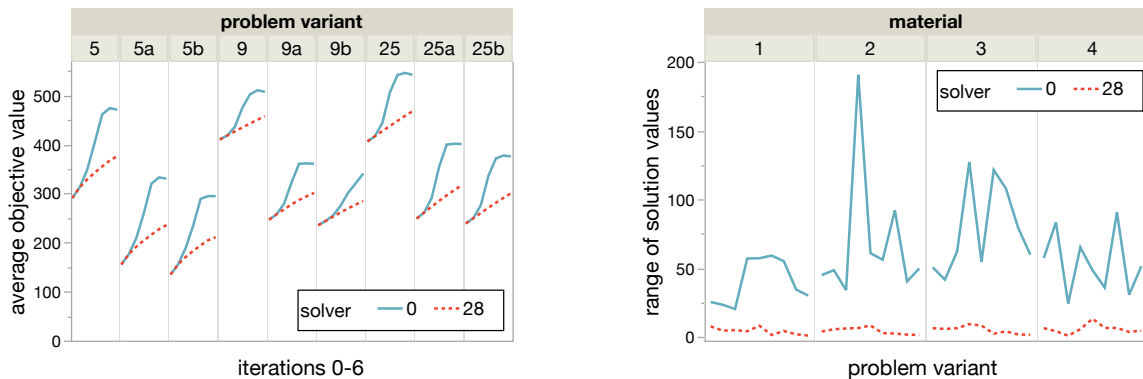 problem variant
5 5a 5b 9 9a 9b 25 25a 25b
average objective value
500
400
300
200
100
0
solver 0 28
iterations 0-6
material
1 2 3 4
range of solution values
200
150
100
50
0
solver 0 28
problem variant